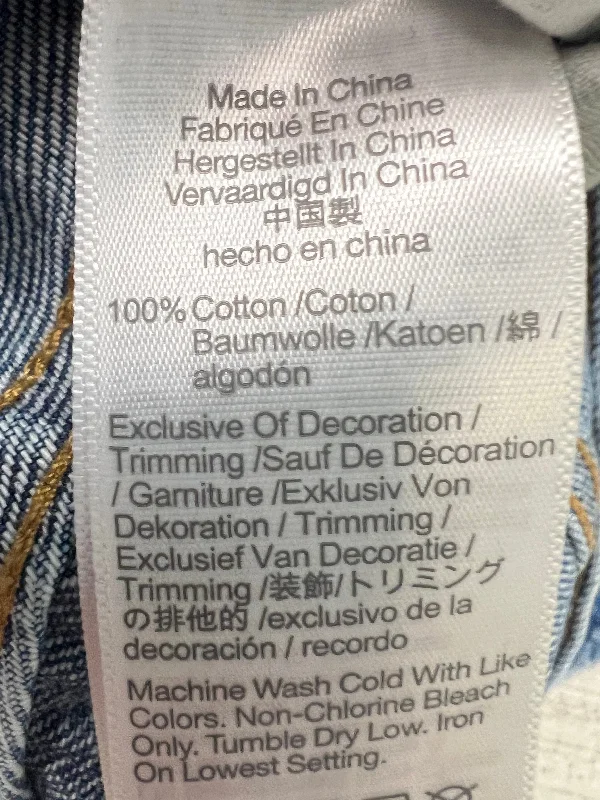 Made In China
Fabriqué En Chine
Hergestellt In China
Vervaardigd In China
中国製
hecho en china
100% Cotton /Coton /
Baumwolle /Katoen /綿 /
algodón
Exclusive Of Decoration /
Trimming /Sauf De Décoration
/ Garniture /Exklusiv Von
Dekoration / Trimming /
Exclusief Van Decoratie /
Trimming /装飾/トリミング
の排他的 /exclusivo de la
decoración / recordo
Machine Wash Cold With Like
Colors. Non-Chlorine Bleach
Only. Tumble Dry Low. Iron
On Lowest Setting.